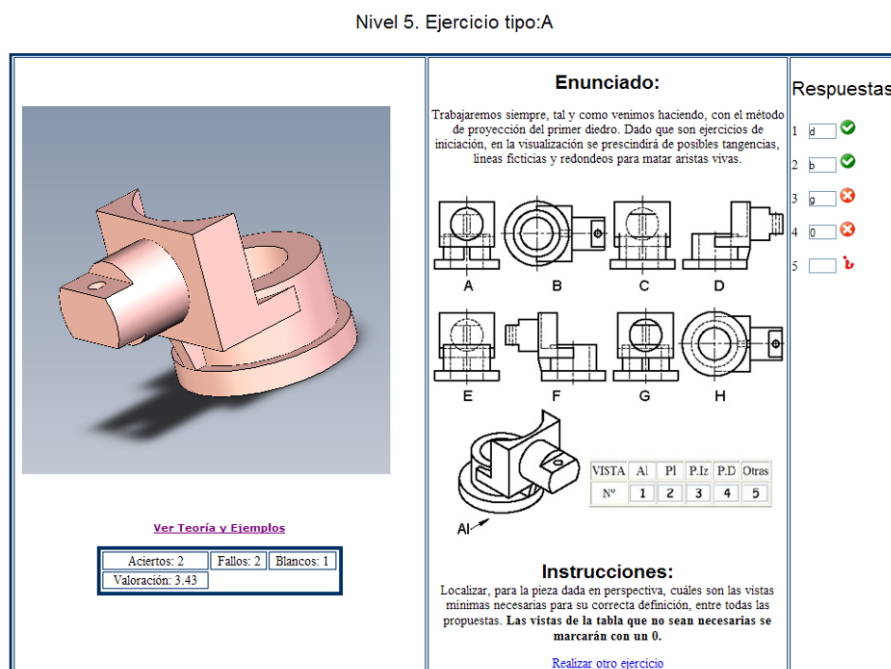 Nivel 5. Ejercicio tipo:A
Ver Teoría y Ejemplos
Aciertos: 2 Fallos: 2 Blancos: 1
Valoración: 3.43
Enunciado:
Trabajaremos siempre, tal y como venimos haciendo, con el método
de proyección del primer diedro. Dado que son ejercicios de
iniciación, en la visualización se prescindirá de posibles tangencias,
lineas ficticias y redondeos para matar aristas vivas.
A B C D
E F G H
Al
VISTA Al Pl P.Iz P.D Otras
Nº 1 2 3 4 5
Instrucciones:
Localizar, para la pieza dada en perspectiva, cuáles son las vistas
mínimas necesarias para su correcta definición, entre todas las
propuestas. Las vistas de la tabla que no sean necesarias se
marcarán con un 0.
Realizar otro ejercicio
Respuestas
1 d
2 b
3 g
4 0
5